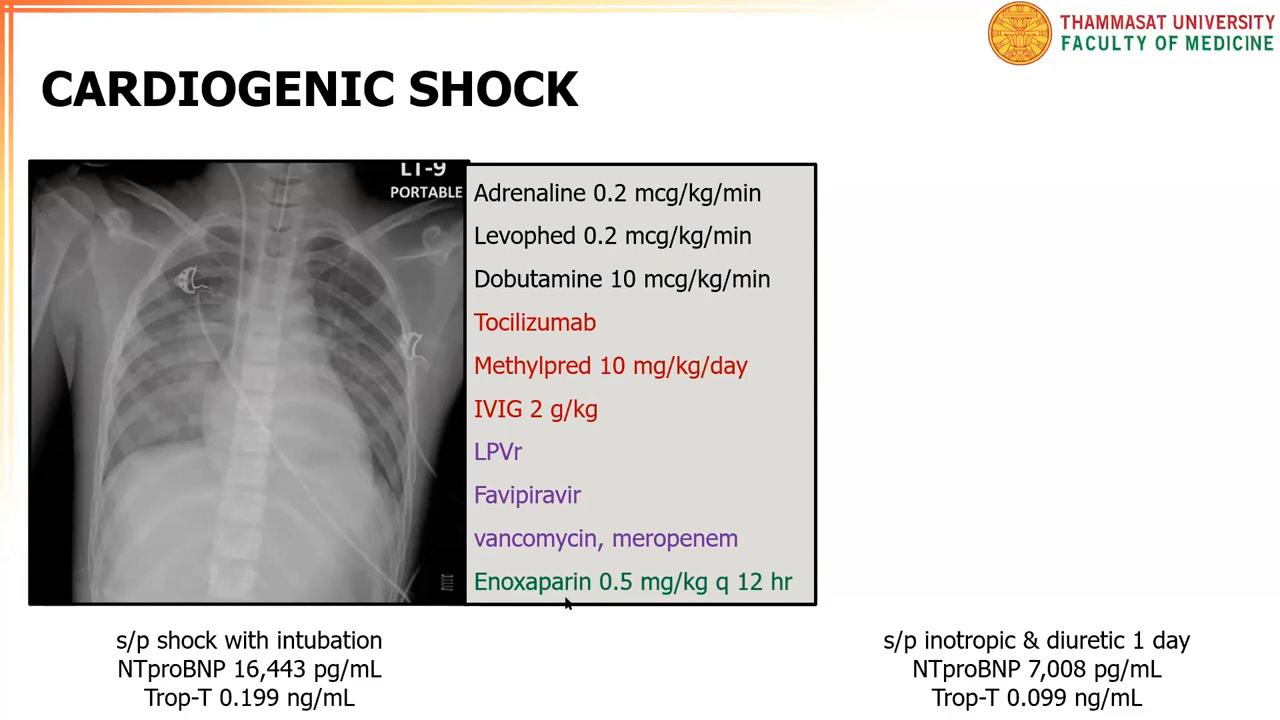 THAMMASAT UNIVERSITY
FACULTY OF MEDICINE
CARDIOGENIC SHOCK
LT-9
PORTABLE
Adrenaline 0.2 mcg/kg/min
Levophed 0.2 mcg/kg/min
Dobutamine 10 mcg/kg/min
Tocilizumab
Methylpred 10 mg/kg/day
IVIG 2 g/kg
LPVr
Favipiravir
vancomycin, meropenem
Enoxaparin 0.5 mg/kg q 12 hr
s/p shock with intubation
NTproBNP 16,443 pg/mL
Trop-T 0.199 ng/mL
s/p inotropic & diuretic 1 day
NTproBNP 7,008 pg/mL
Trop-T 0.099 ng/mL